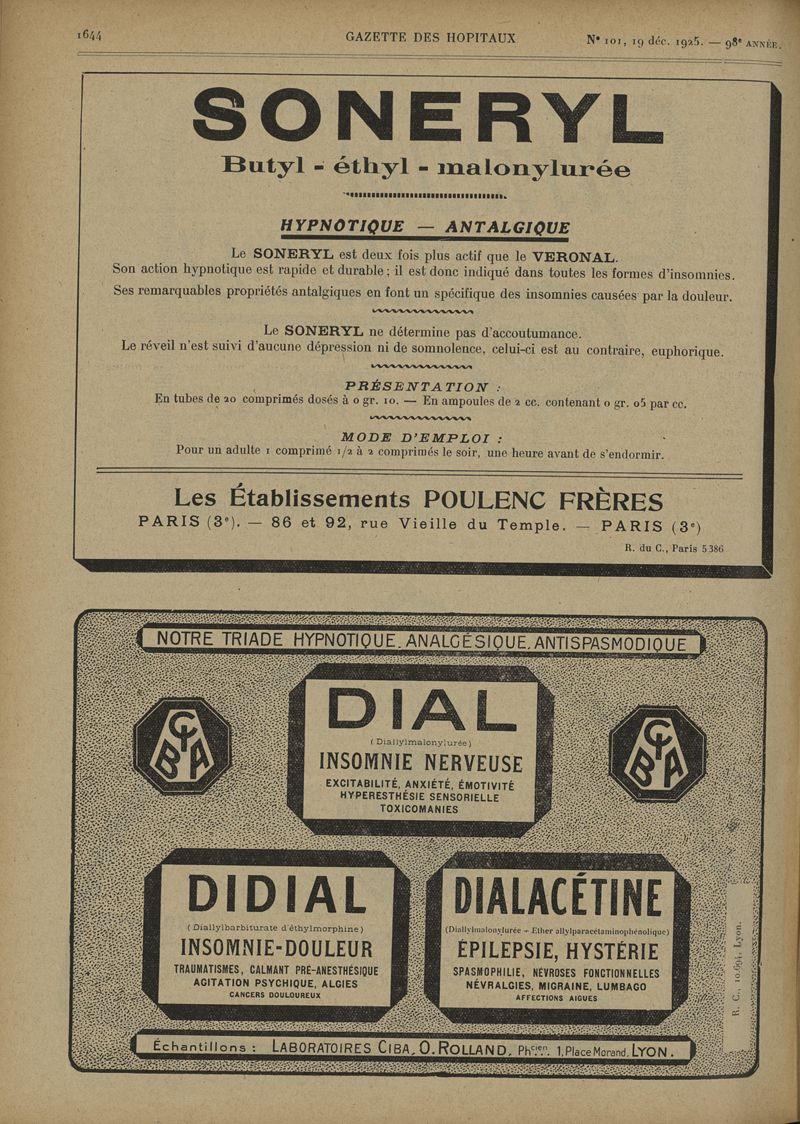 1644
GAZETTE DES HOPITAUX
N° 101, 19 déc. 1925. — 98e ANNÉE.
SONERYL
Butyl - éthyl - malonylurée
HYPNOTIQUE — ANTALGIQUE
Le SONERYL est deux fois plus actif que le VERONAL.
Son action hypnotique est rapide et durable; il est donc indiqué dans toutes les formes d'insomnies.
Ses remarquables propriétés antalgiques en font un spécifique des insomnies causées par la douleur.
Le SONERYL ne détermine pas d'accoutumance.
Le réveil n'est suivi d'aucune dépression ni de somnolence, celui-ci est au contraire, euphorique.
PRÉSENTATION :
En tubes de 20 comprimés dosés à 0 gr. 10. — En ampoules de 2 cc. contenant 0 gr. 05 par cc.
MODE D'EMPLOI :
Pour un adulte 1 comprimé 1/2 à 2 comprimés le soir, une heure avant de s'endormir.
Les Établissements POULENC FRÈRES
PARIS (3e). — 86 et 92, rue Vieille du Temple. — PARIS (3e)
R. du C., Paris 5386
NOTRE TRIADE HYPNOTIQUE. ANALGÉSIQUE. ANTISPASMODIQUE
CIBA
CIBA
DIAL
(Diallylmalonylurée)
INSOMNIE NERVEUSE
EXCITABILITÉ, ANXIÉTÉ, ÉMOTIVITÉ
HYPERESTHÉSIE SENSORIELLE
TOXICOMANIES
DIDIAL
(Diallylbarbiturate d'éthylmorphine)
INSOMNIE-DOULEUR
TRAUMATISMES, CALMANT PRÉ-ANESTHÉSIQUE
AGITATION PSYCHIQUE, ALGIES
CANCERS DOULOUREUX
DIALACÉTINE
(Diallylmalonylurée + Ether allylparacétaminophénolique)
ÉPILEPSIE, HYSTÉRIE
SPASMOPHILIE, NÉVROSES FONCTIONNELLES
NÉVRALGIES, MIGRAINE, LUMBAGO
AFFECTIONS AIGUES
R. C., 10.694, Lyon.
Échantillons : LABORATOIRES CIBA, O. ROLLAND, Phcien, 1, Place Morand, LYON.